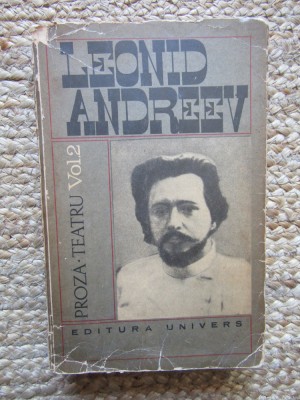 LEONID
ANDREEV
PROZA · TEATRU Vol.2
EDITURA UNIVERS